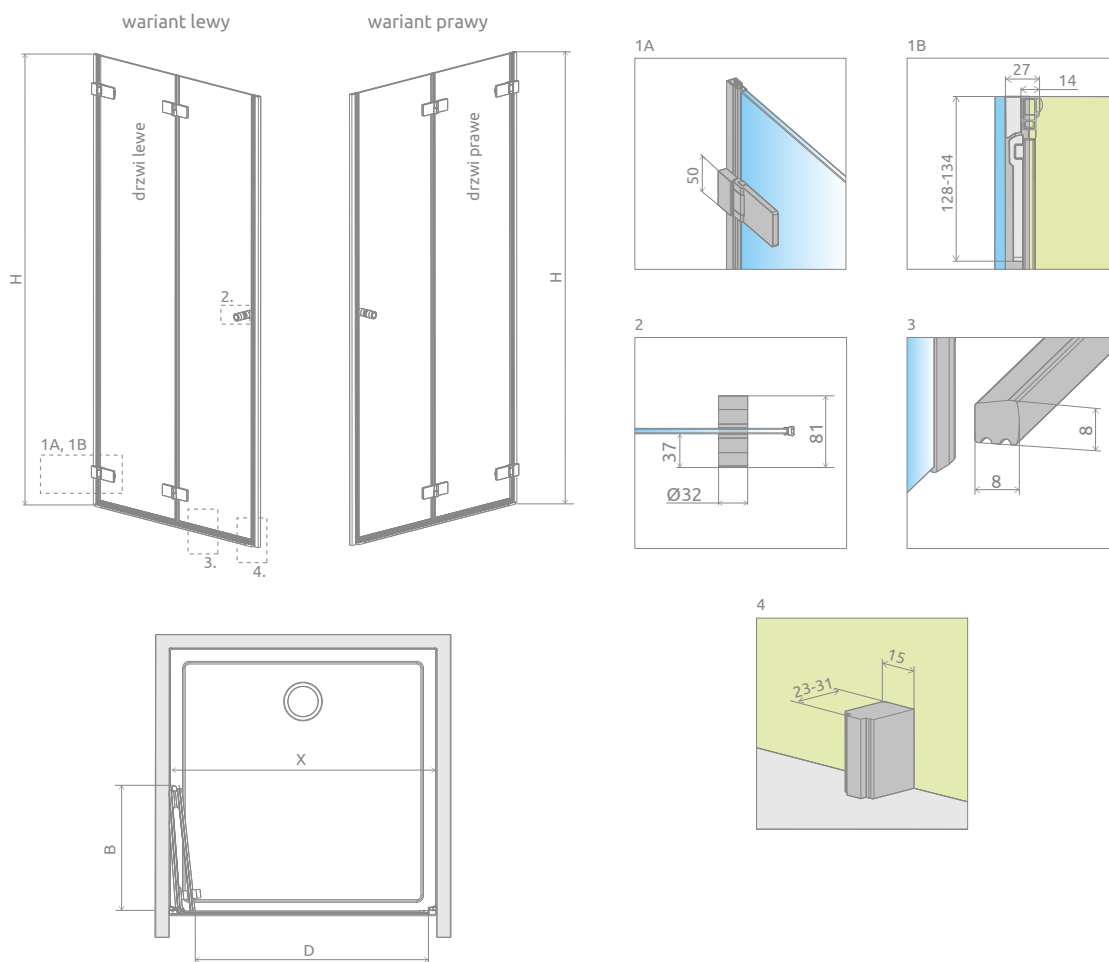 wariant lewy
wariant prawy
H
drzwi lewe
2.
1A, 1B
3.
4.
drzwi prawe
H
1A
50
1B
27
14
128-134
2
37
81
Ø32
3
8
8
4
15
23-31
X
B
D